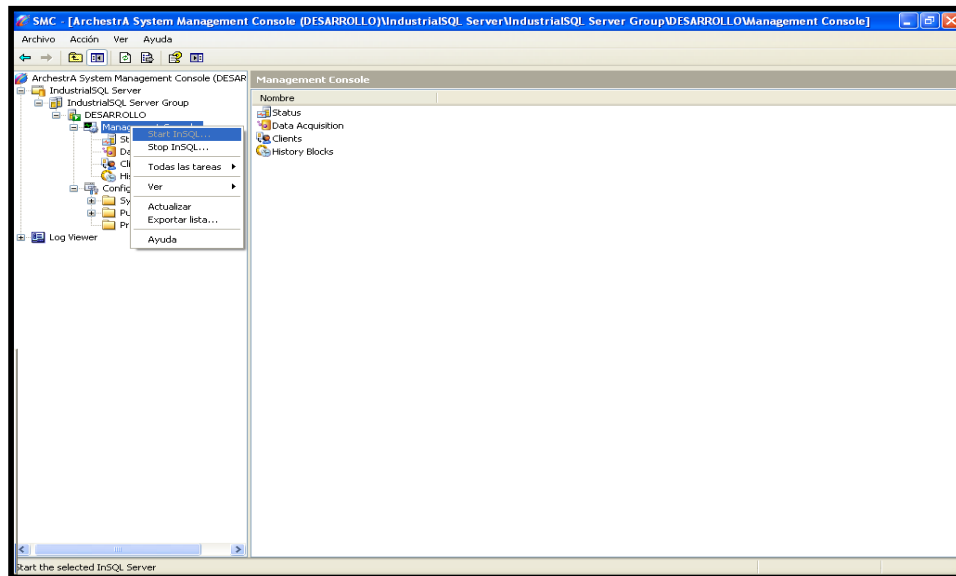 SMC - [ArchestrA System Management Console (DESARROLLO)\IndustrialSQL Server\IndustrialSQL Server Group\DESARROLLO\Management Console]
Archivo Acción Ver Ayuda
ArchestrA System Management Console (DESAR
IndustrialSQL Server
IndustrialSQL Server Group
DESARROLLO
Start InSQL...
Stop InSQL...
Todas las tareas
Ver
Actualizar
Exportar lista...
Ayuda
Log Viewer
Management Console
Nombre
Status
Data Acquisition
Clients
History Blocks
Start the selected InSQL Server